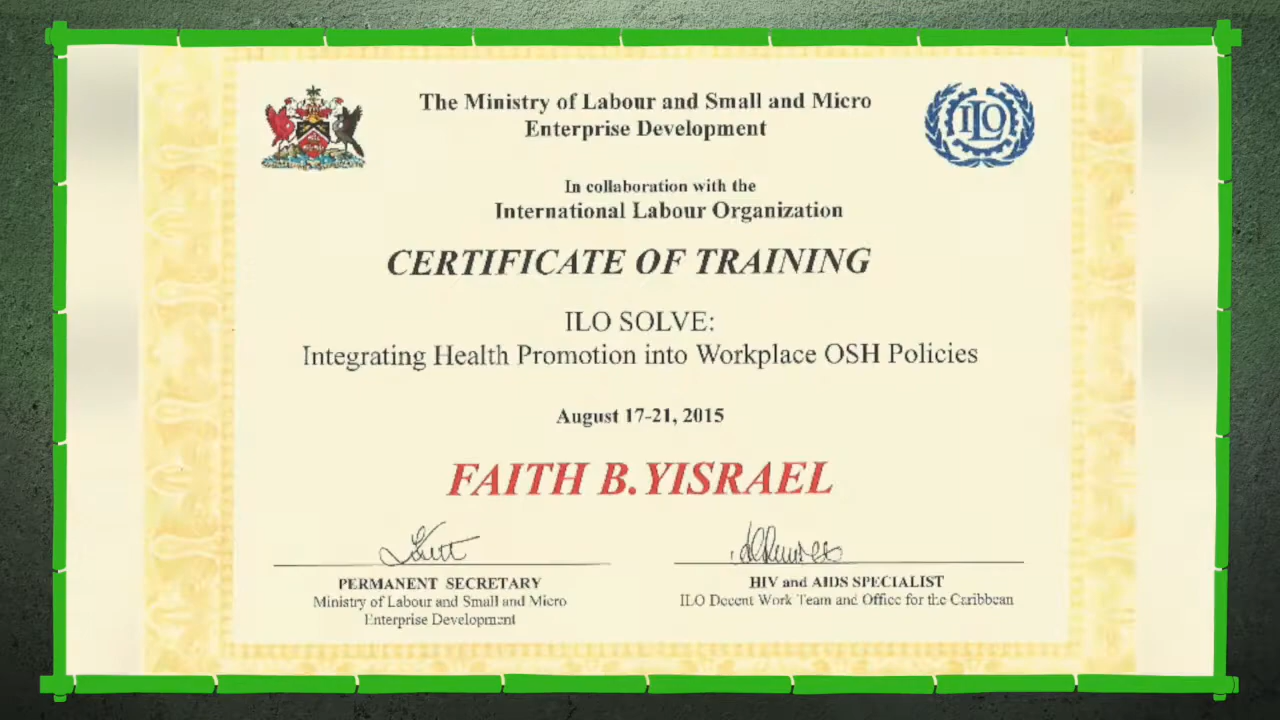 The Ministry of Labour and Small and Micro
Enterprise Development
ILO
In collaboration with the
International Labour Organization
CERTIFICATE OF TRAINING
ILO SOLVE:
Integrating Health Promotion into Workplace OSH Policies
August 17-21, 2015
FAITH B.YISRAEL
PERMANENT SECRETARY
HIV and AIDS SPECIALIST
Ministry of Labour and Small and Micro
ILO Decent Work Team and Office for the Caribbean
Enterprise Development